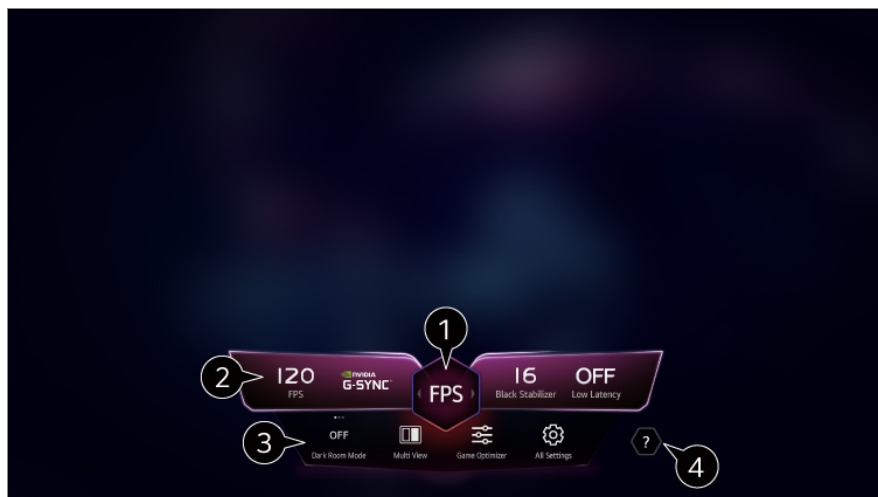 1
2
120
FPS
NVIDIA
G-SYNC
FPS
16
Black Stabilizer
OFF
Low Latency
3
OFF
Dark Room Mode
Multi View
Game Optimizer
All Settings
?
4